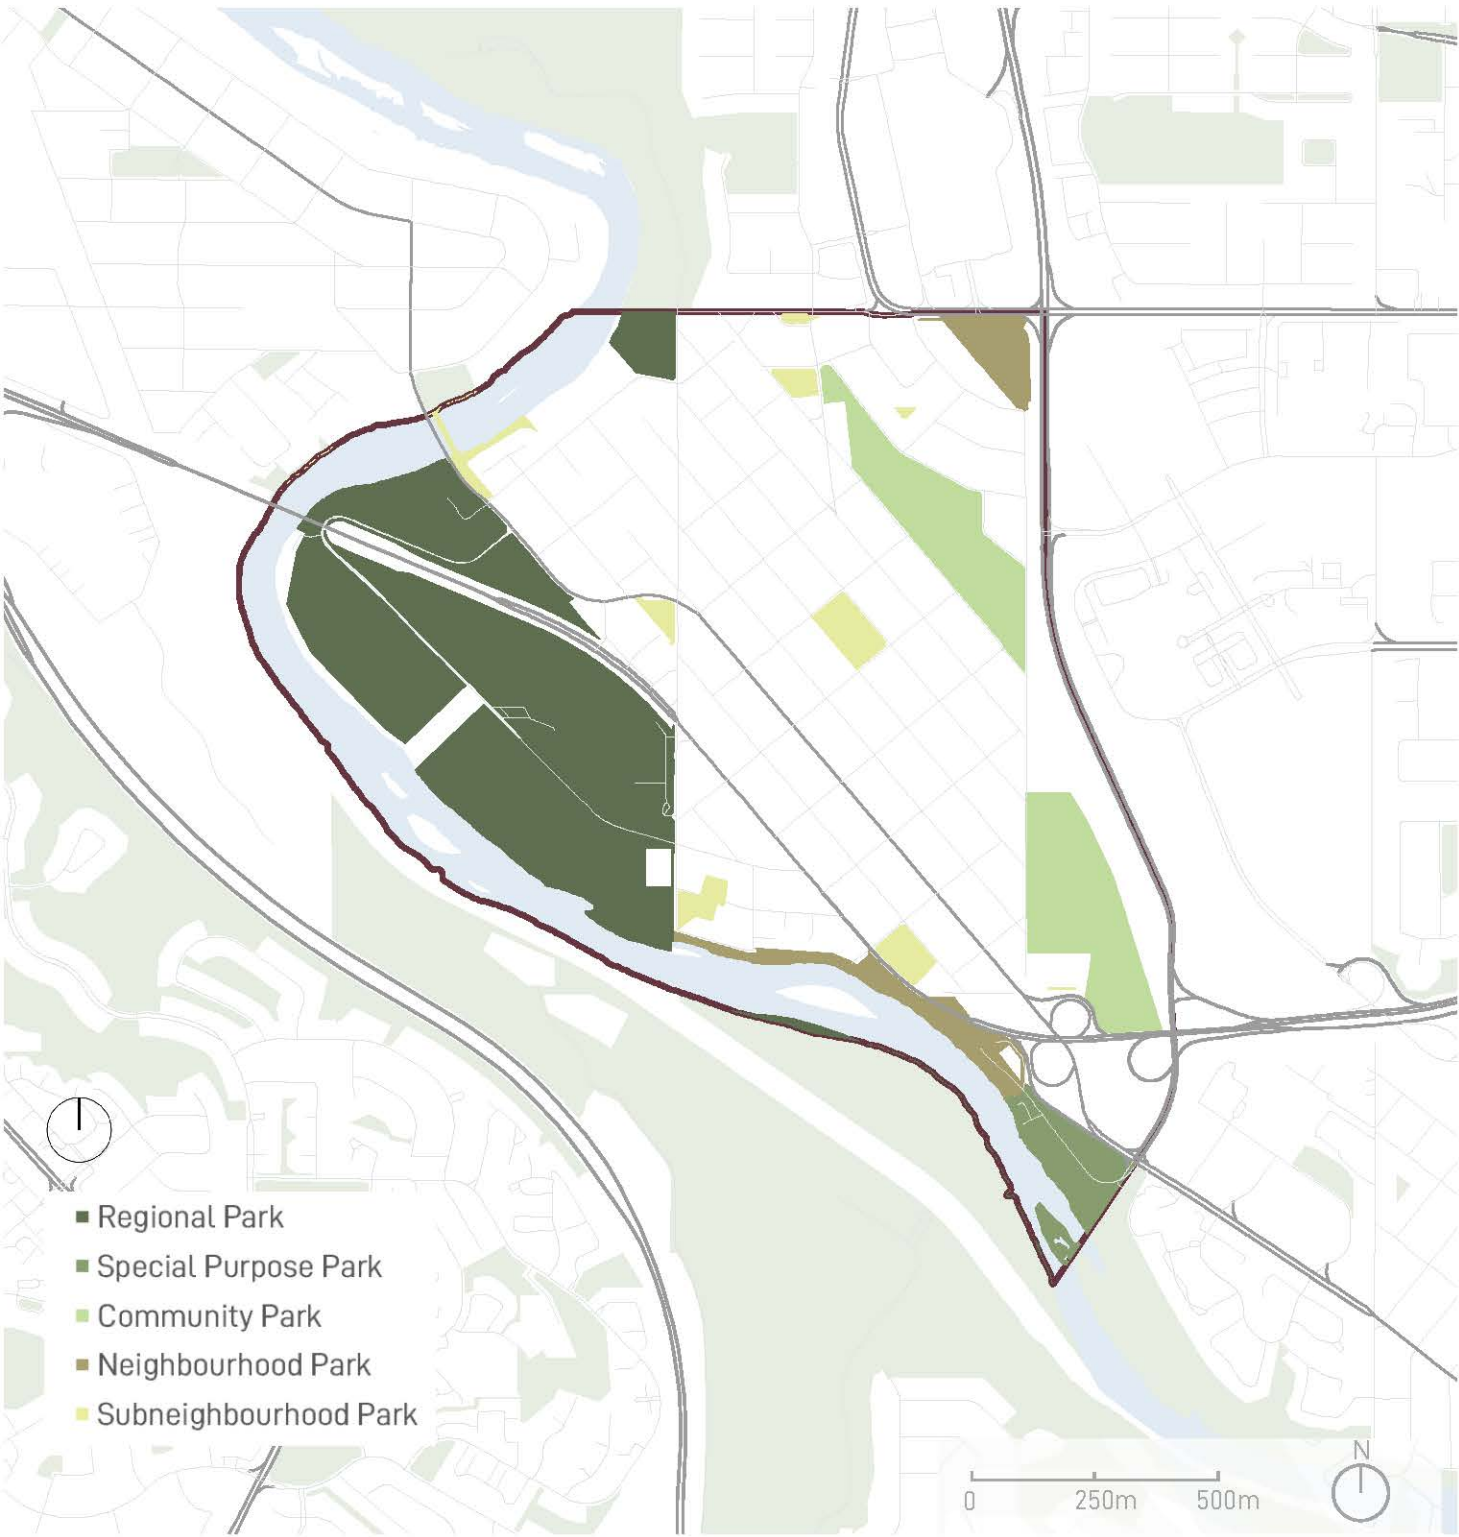 Regional Park
Special Purpose Park
Community Park
Neighbourhood Park
Subneighbourhood Park
N
0 250m 500m